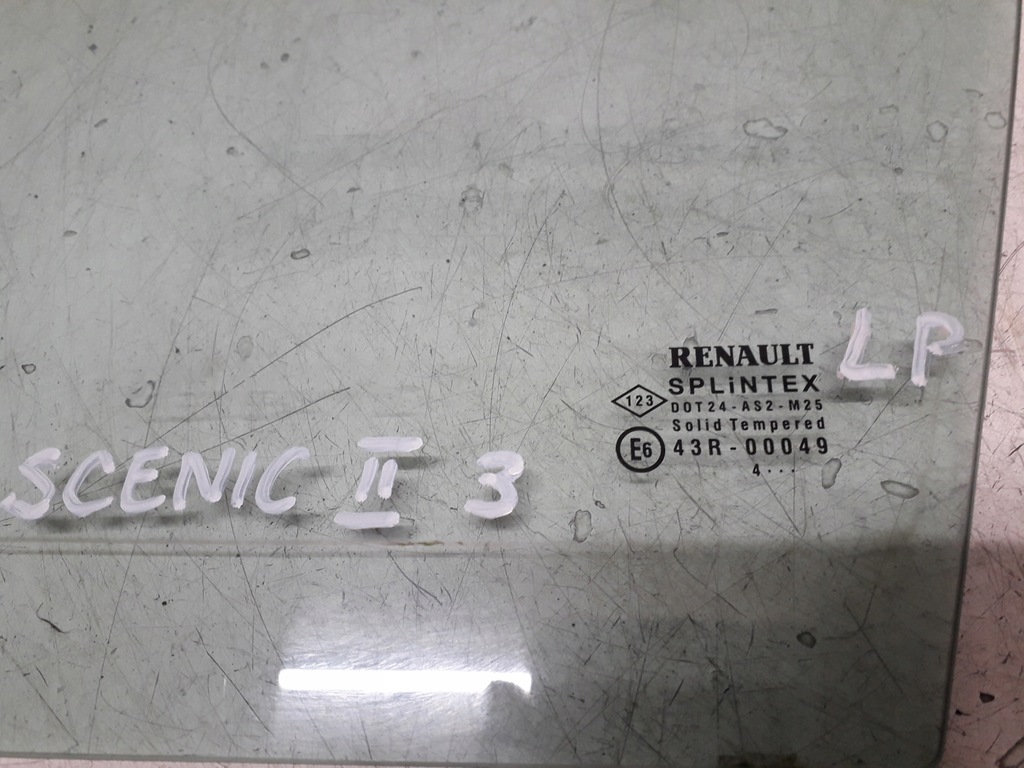 RENAULT
SPLiNTEX
123
DOT24-AS2-M25
Solid Tempered
E6 43R-00049
4...
LP
SCENIC II 3